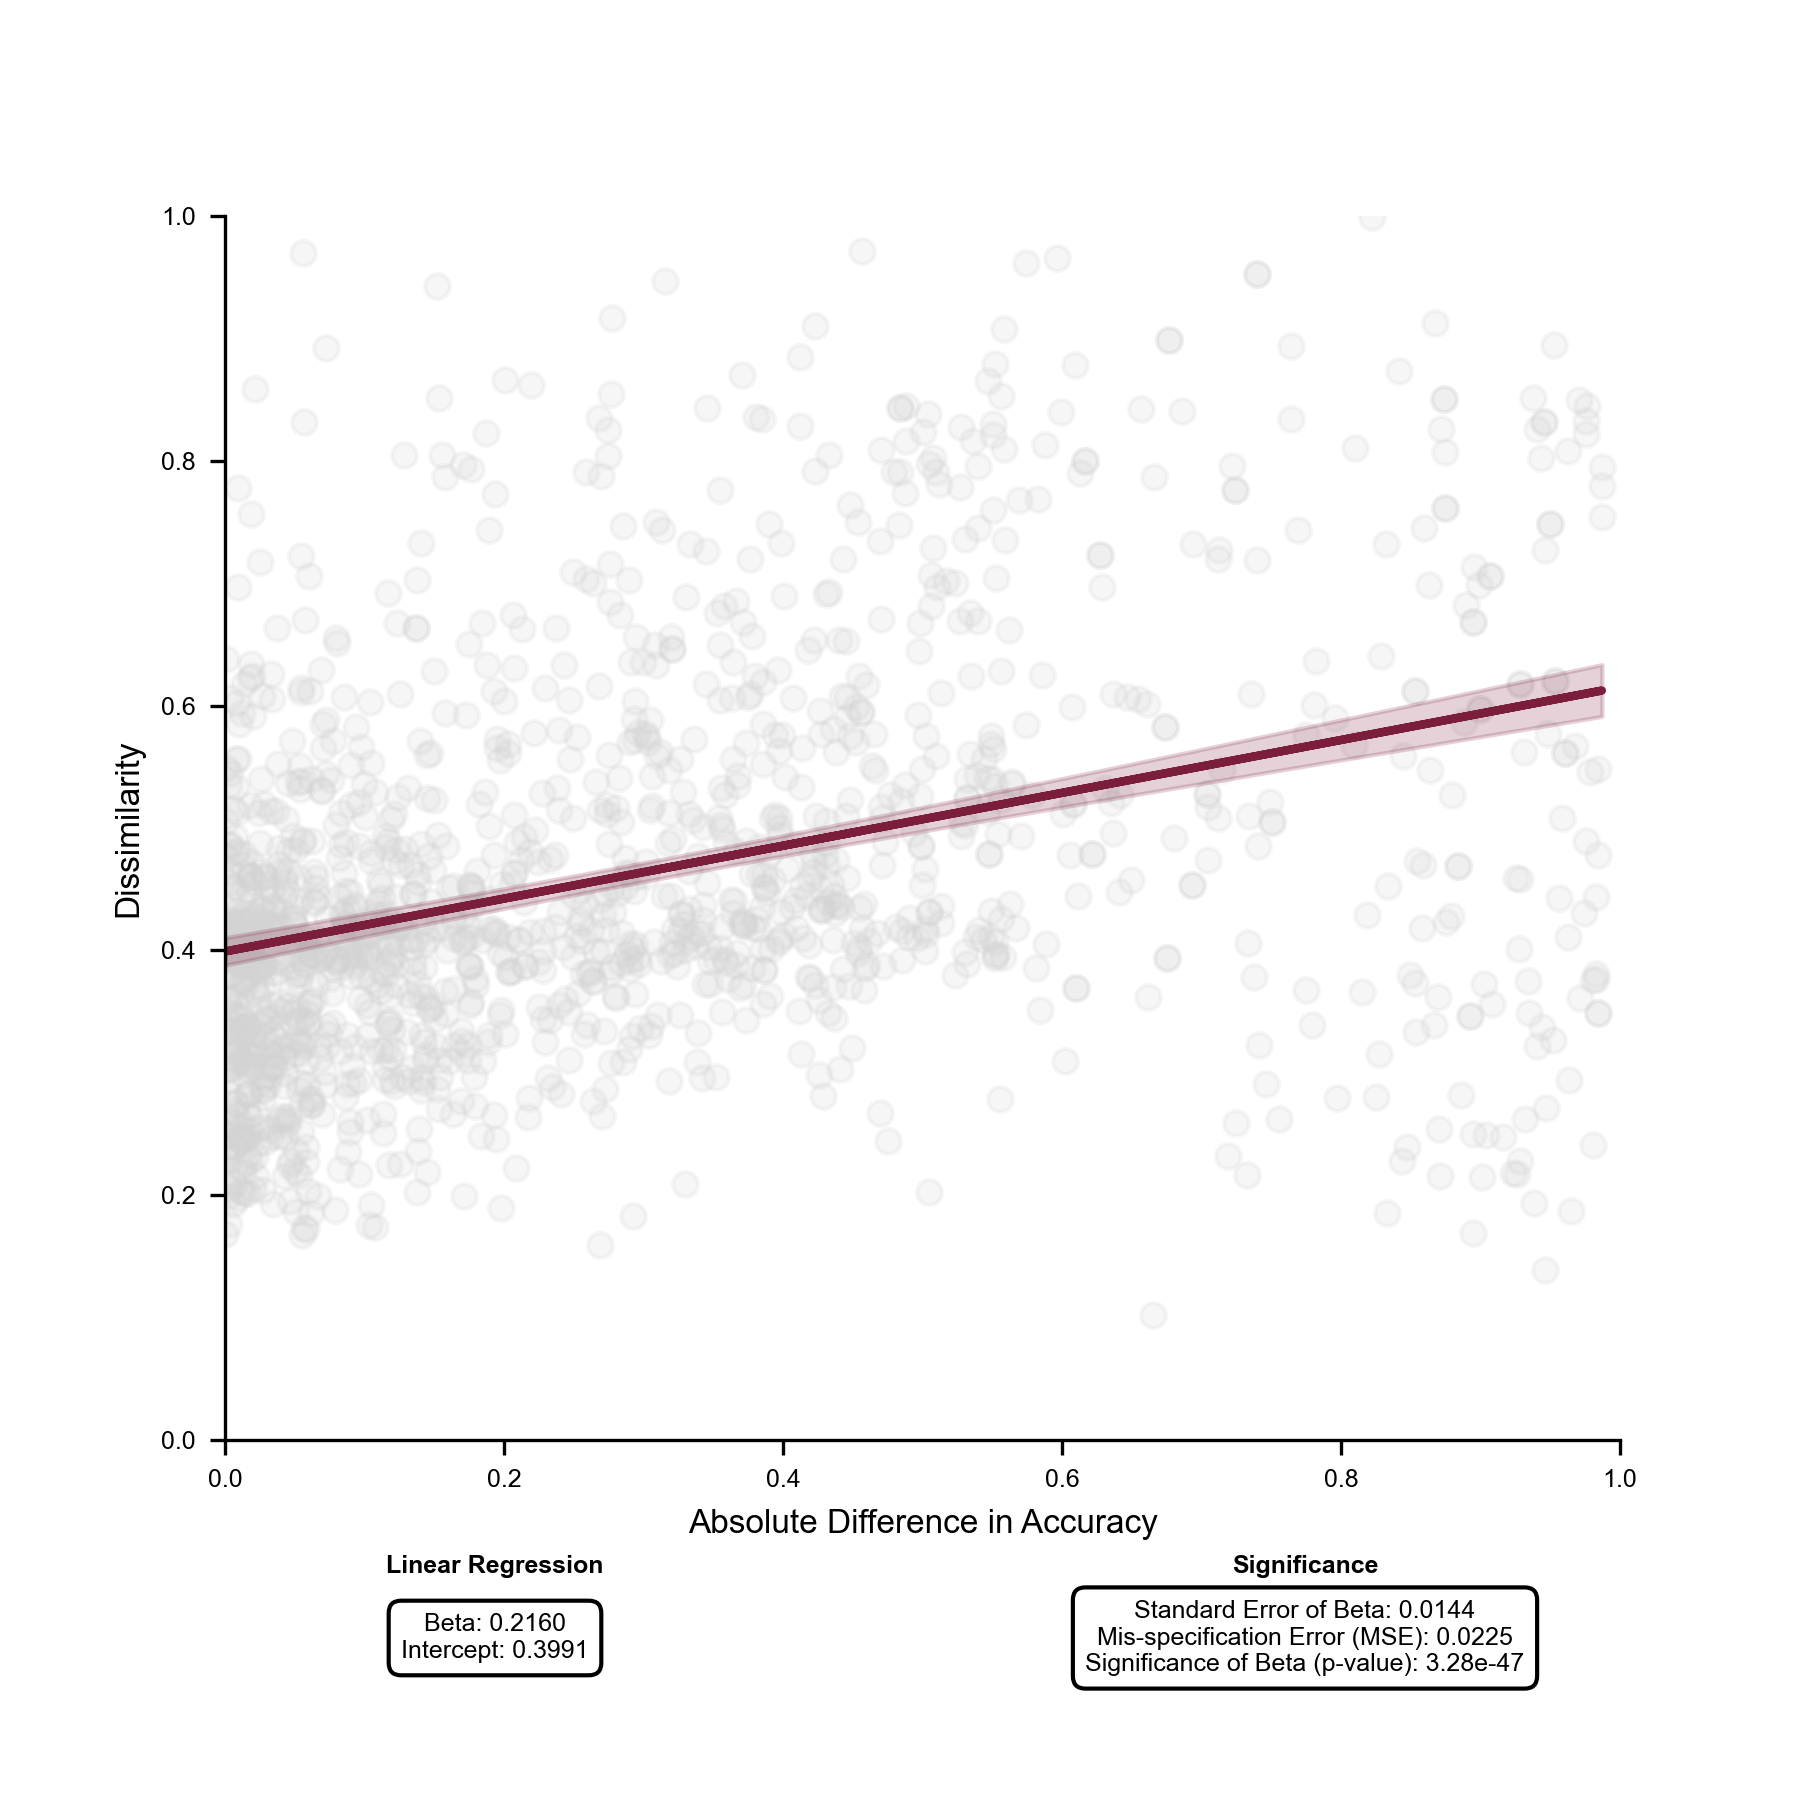 1.0
0.8
0.6
0.4
0.2
0.0
Dissimilarity
0.0 0.2 0.4 0.6 0.8 1.0
Absolute Difference in Accuracy
Linear Regression
Beta: 0.2160
Intercept: 0.3991
Significance
Standard Error of Beta: 0.0144
Mis-specification Error (MSE): 0.0225
Significance of Beta (p-value): 3.28e-47